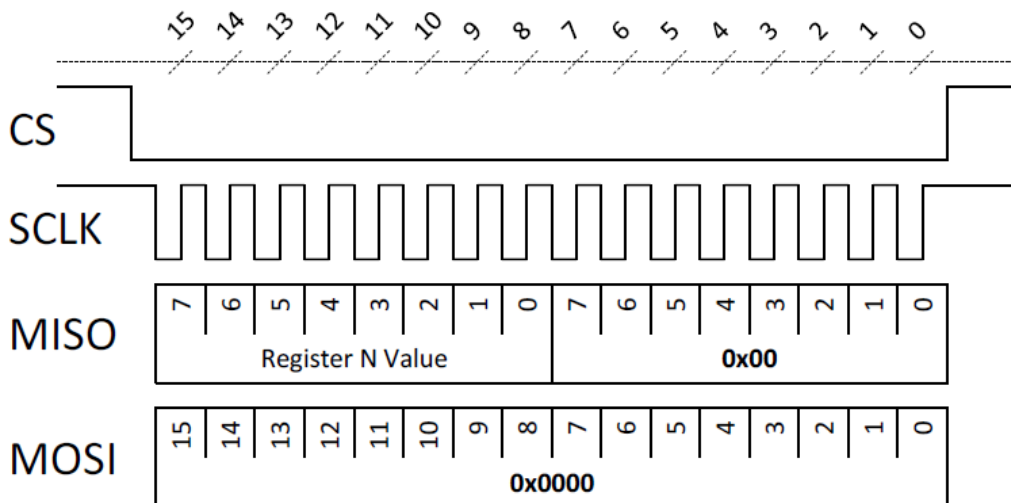 15 14 13 12 11 10 9 8 7 6 5 4 3 2 1 0
CS
SCLK
MISO
7 6 5 4 3 2 1 0 7 6 5 4 3 2 1 0
Register N Value 0x00
MOSI
15 14 13 12 11 10 9 8 7 6 5 4 3 2 1 0
0x0000